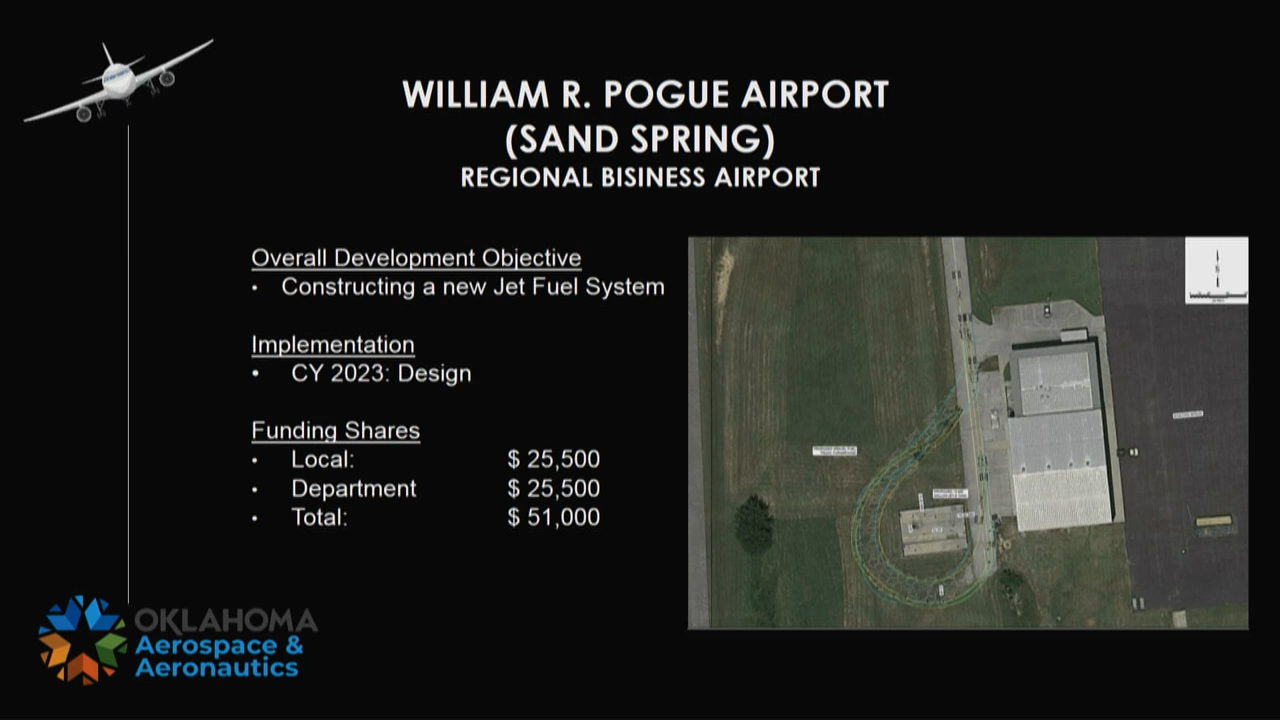 WILLIAM R. POGUE AIRPORT
(SAND SPRING)
REGIONAL BISINESS AIRPORT
Overall Development Objective
• Constructing a new Jet Fuel System
Implementation
• CY 2023: Design
Funding Shares
• Local: $ 25,500
• Department $ 25,500
• Total: $ 51,000
OKLAHOMA
Aerospace &
Aeronautics